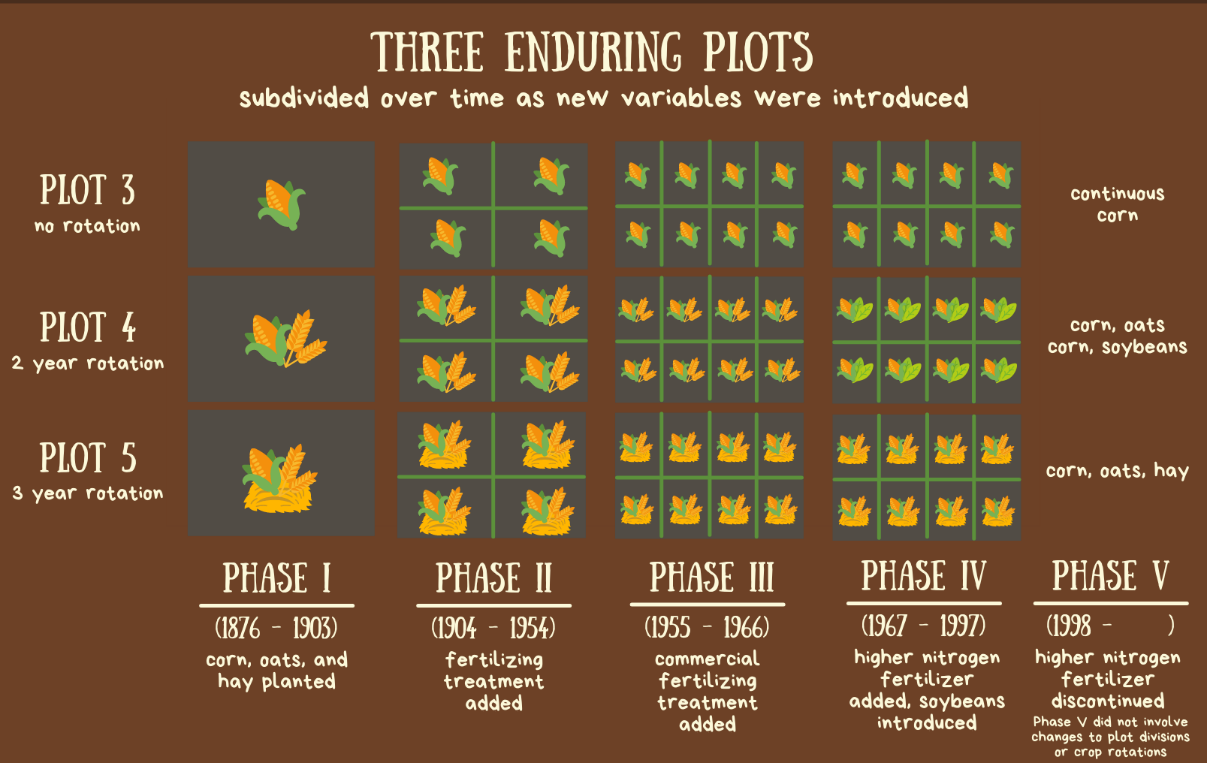 THREE ENDURING PLOTS
subdivided over time as new variables were introduced
PLOT 3
no rotation
continuous
corn
PLOT 4
2 year rotation
corn, oats
corn, soybeans
PLOT 5
3 year rotation
corn, oats, hay
PHASE I
(1876 - 1903)
corn, oats, and
hay planted
PHASE II
(1904 - 1954)
fertilizing
treatment
added
PHASE III
(1955 - 1966)
commercial
fertilizing
treatment
added
PHASE IV
(1967 - 1997)
higher nitrogen
fertilizer
added, soybeans
introduced
PHASE V
(1998 - )
higher nitrogen
fertilizer
discontinued
Phase V did not involve
changes to plot divisions
or crop rotations